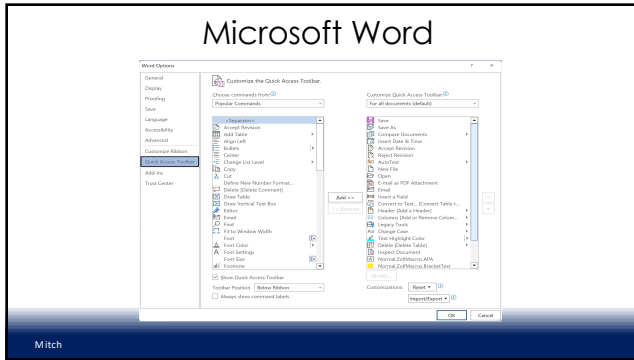 Microsoft Word
Word Options
? ×
General
Display
Proofing
Save
Language
Accessibility
Advanced
Customize Ribbon
Quick Access Toolbar
Add-ins
Trust Center
Customize the Quick Access Toolbar.
Choose commands from:
Popular Commands
<Separator>
Accept Revision
Add Table
Align Left
Bullets
Center
Change List Level
Copy
Cut
Define New Number Format...
Delete [Delete Comment]
Draw Table
Draw Vertical Text Box
Editor
Email
Find
Fit to Window Width
Font
Font Color
Font Settings
Font Size
Footnote
Show Quick Access Toolbar
Toolbar Position Below Ribbon
Always show command labels
Add >>
<< Remove
Customize Quick Access Toolbar:
For all documents (default)
Save
Save As
Compare Documents
Insert Date & Time
Accept Revision
Reject Revision
AutoText
New File
Open
E-mail as PDF Attachment
Email
Insert a Field
Convert to Text... [Convert Table t...
Header [Add a Header]
Columns [Add or Remove Colum...
Legacy Tools
Change Case
Text Highlight Color
Delete [Delete Table]
Inspect Document
Normal.ZollMacros.APA
Normal.ZollMacros.BracketText
Modify...
Customizations: Reset
Import/Export
OK Cancel
Mitch